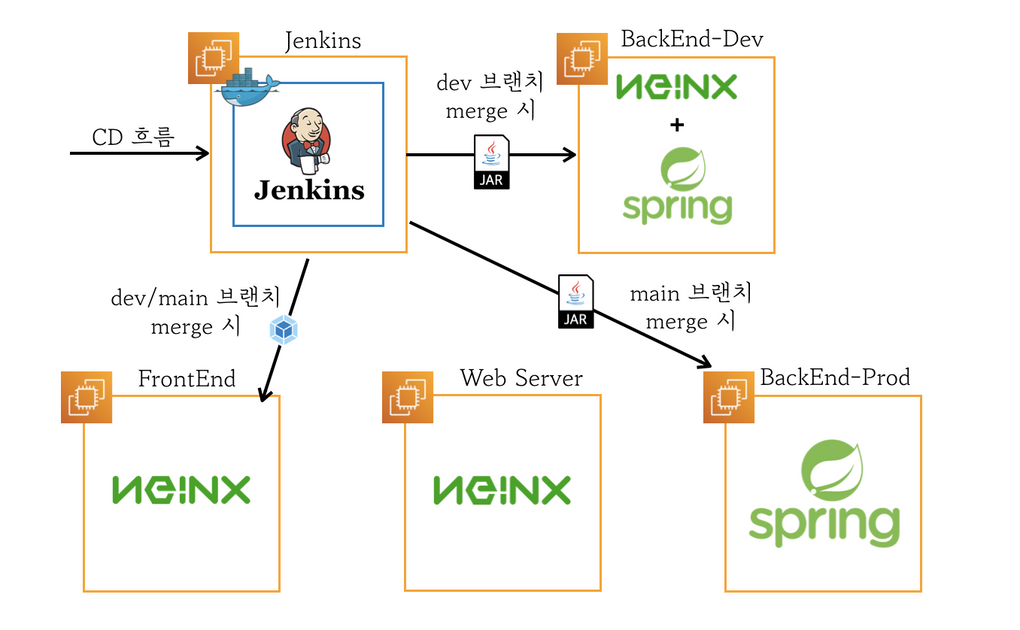 Jenkins
BackEnd-Dev
dev 브랜치
merge 시
NGINX
+
spring
CD 흐름
Jenkins
JAR
dev/main 브랜치
merge 시
JAR
main 브랜치
merge 시
FrontEnd
Web Server
BackEnd-Prod
NGINX
NGINX
spring